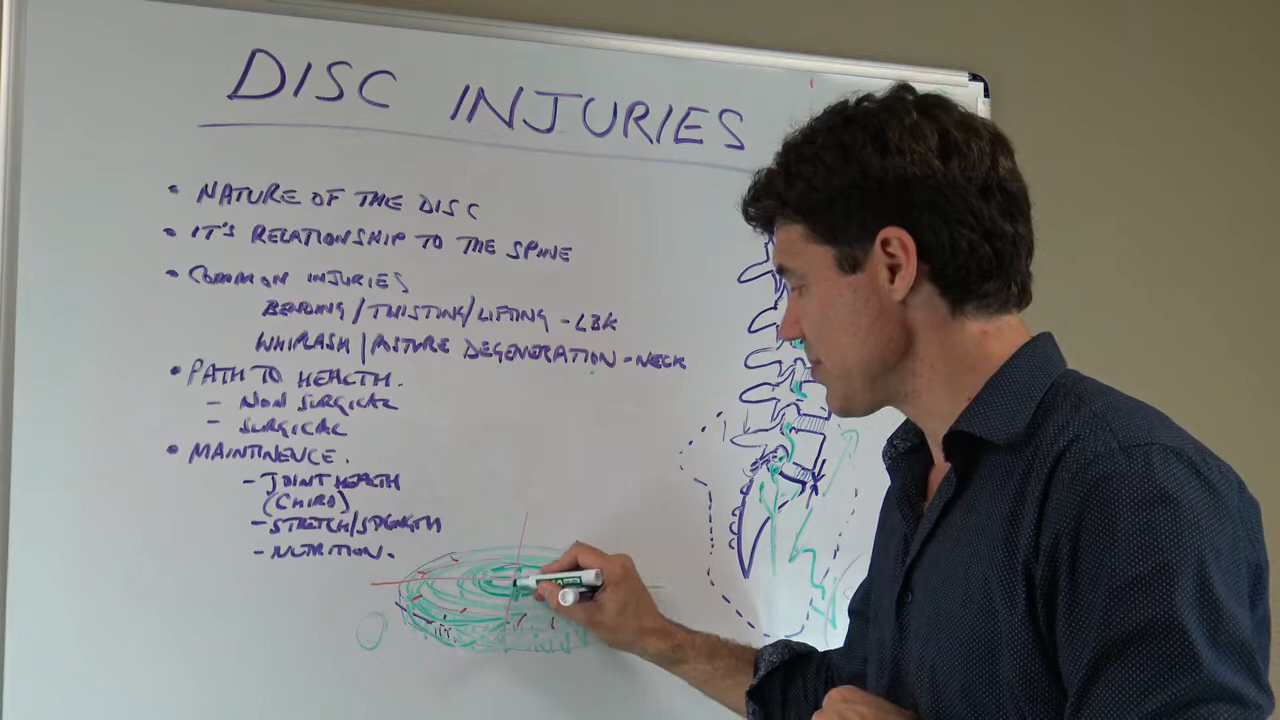 DISC INJURIES
• NATURE OF THE DISC
• IT'S RELATIONSHIP TO THE SPINE
• COMMON INJURIES
BENDING/TWISTING/LIFTING - LBK
WHIPLASH/POSTURE DEGENERATION - NECK
• PATH TO HEALTH.
- NON SURGICAL
- SURGICAL
• MAINTINENCE.
- JOINT HEALTH
(CHIRO)
- STRETCH/STRENGTH
- NUTRITION.